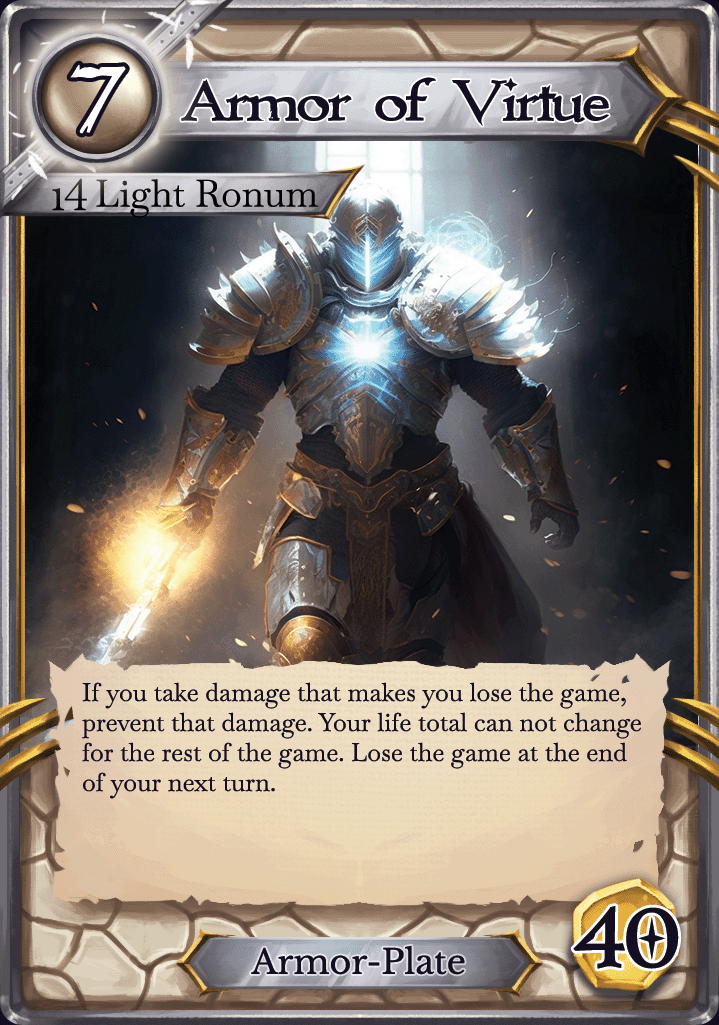 7
Armor of Virtue
14 Light Ronum
If you take damage that makes you lose the game,
prevent that damage. Your life total can not change
for the rest of the game. Lose the game at the end
of your next turn.
40
Armor-Plate